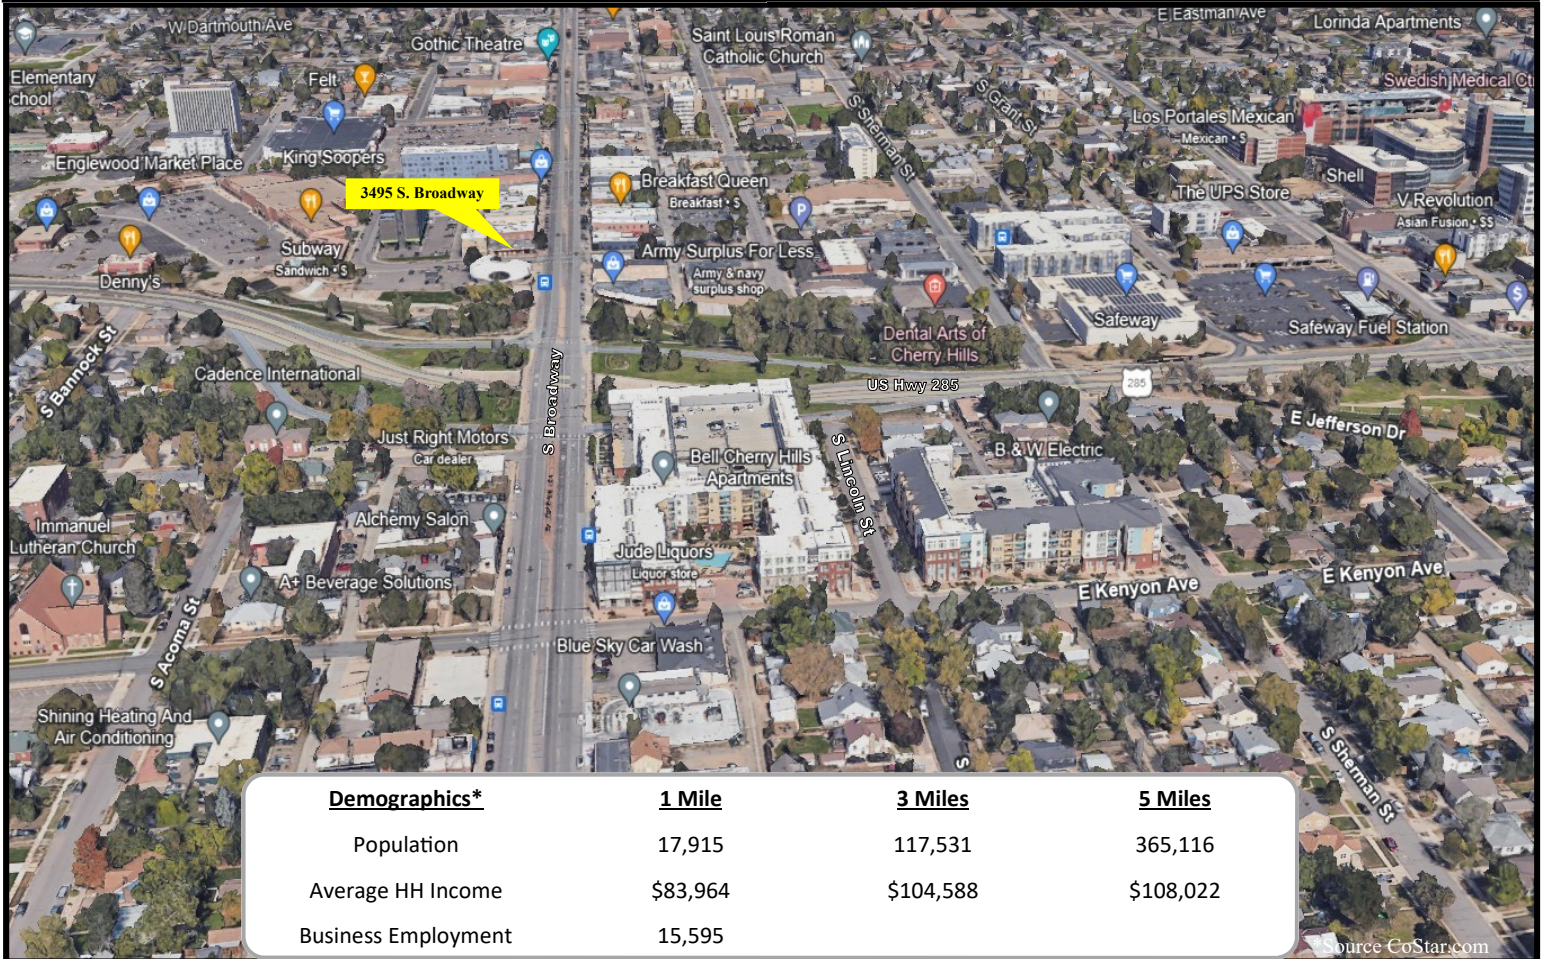 W Dartmouth Ave
E Eastman Ave
Lorinda Apartments
Gothic Theatre
Saint Louis Roman
Catholic Church
Elementary
chool
Felt
Swedish Medical Ct
S Sherman St
S Grant St
Los Portales Mexican
Mexican • $
Englewood Market Place
King Soopers
3495 S. Broadway
Breakfast Queen
Breakfast • $
P
Shell
The UPS Store
V Revolution
Asian Fusion • $$
Subway
Sandwich • $
Army Surplus For Less
Army & navy
surplus shop
Denny's
$
Safeway
Safeway Fuel Station
Dental Arts of
Cherry Hills
S Bannock St
Cadence International
S Broadway
US Hwy 285
285
E Jefferson Dr
Just Right Motors
Car dealer
S Lincoln St
Bell Cherry Hills
Apartments
B & W Electric
Immanuel
Lutheran Church
Alchemy Salon
Jude Liquors
Liquor store
A+ Beverage Solutions
E Kenyon Ave
E Kenyon Ave
S Acoma St
Blue Sky Car Wash
Shining Heating And
Air Conditioning
S
S Sherman St
Demographics* 1 Mile 3 Miles 5 Miles
Population 17,915 117,531 365,116
Average HH Income $83,964 $104,588 $108,022
Business Employment 15,595
*Source CoStar.com